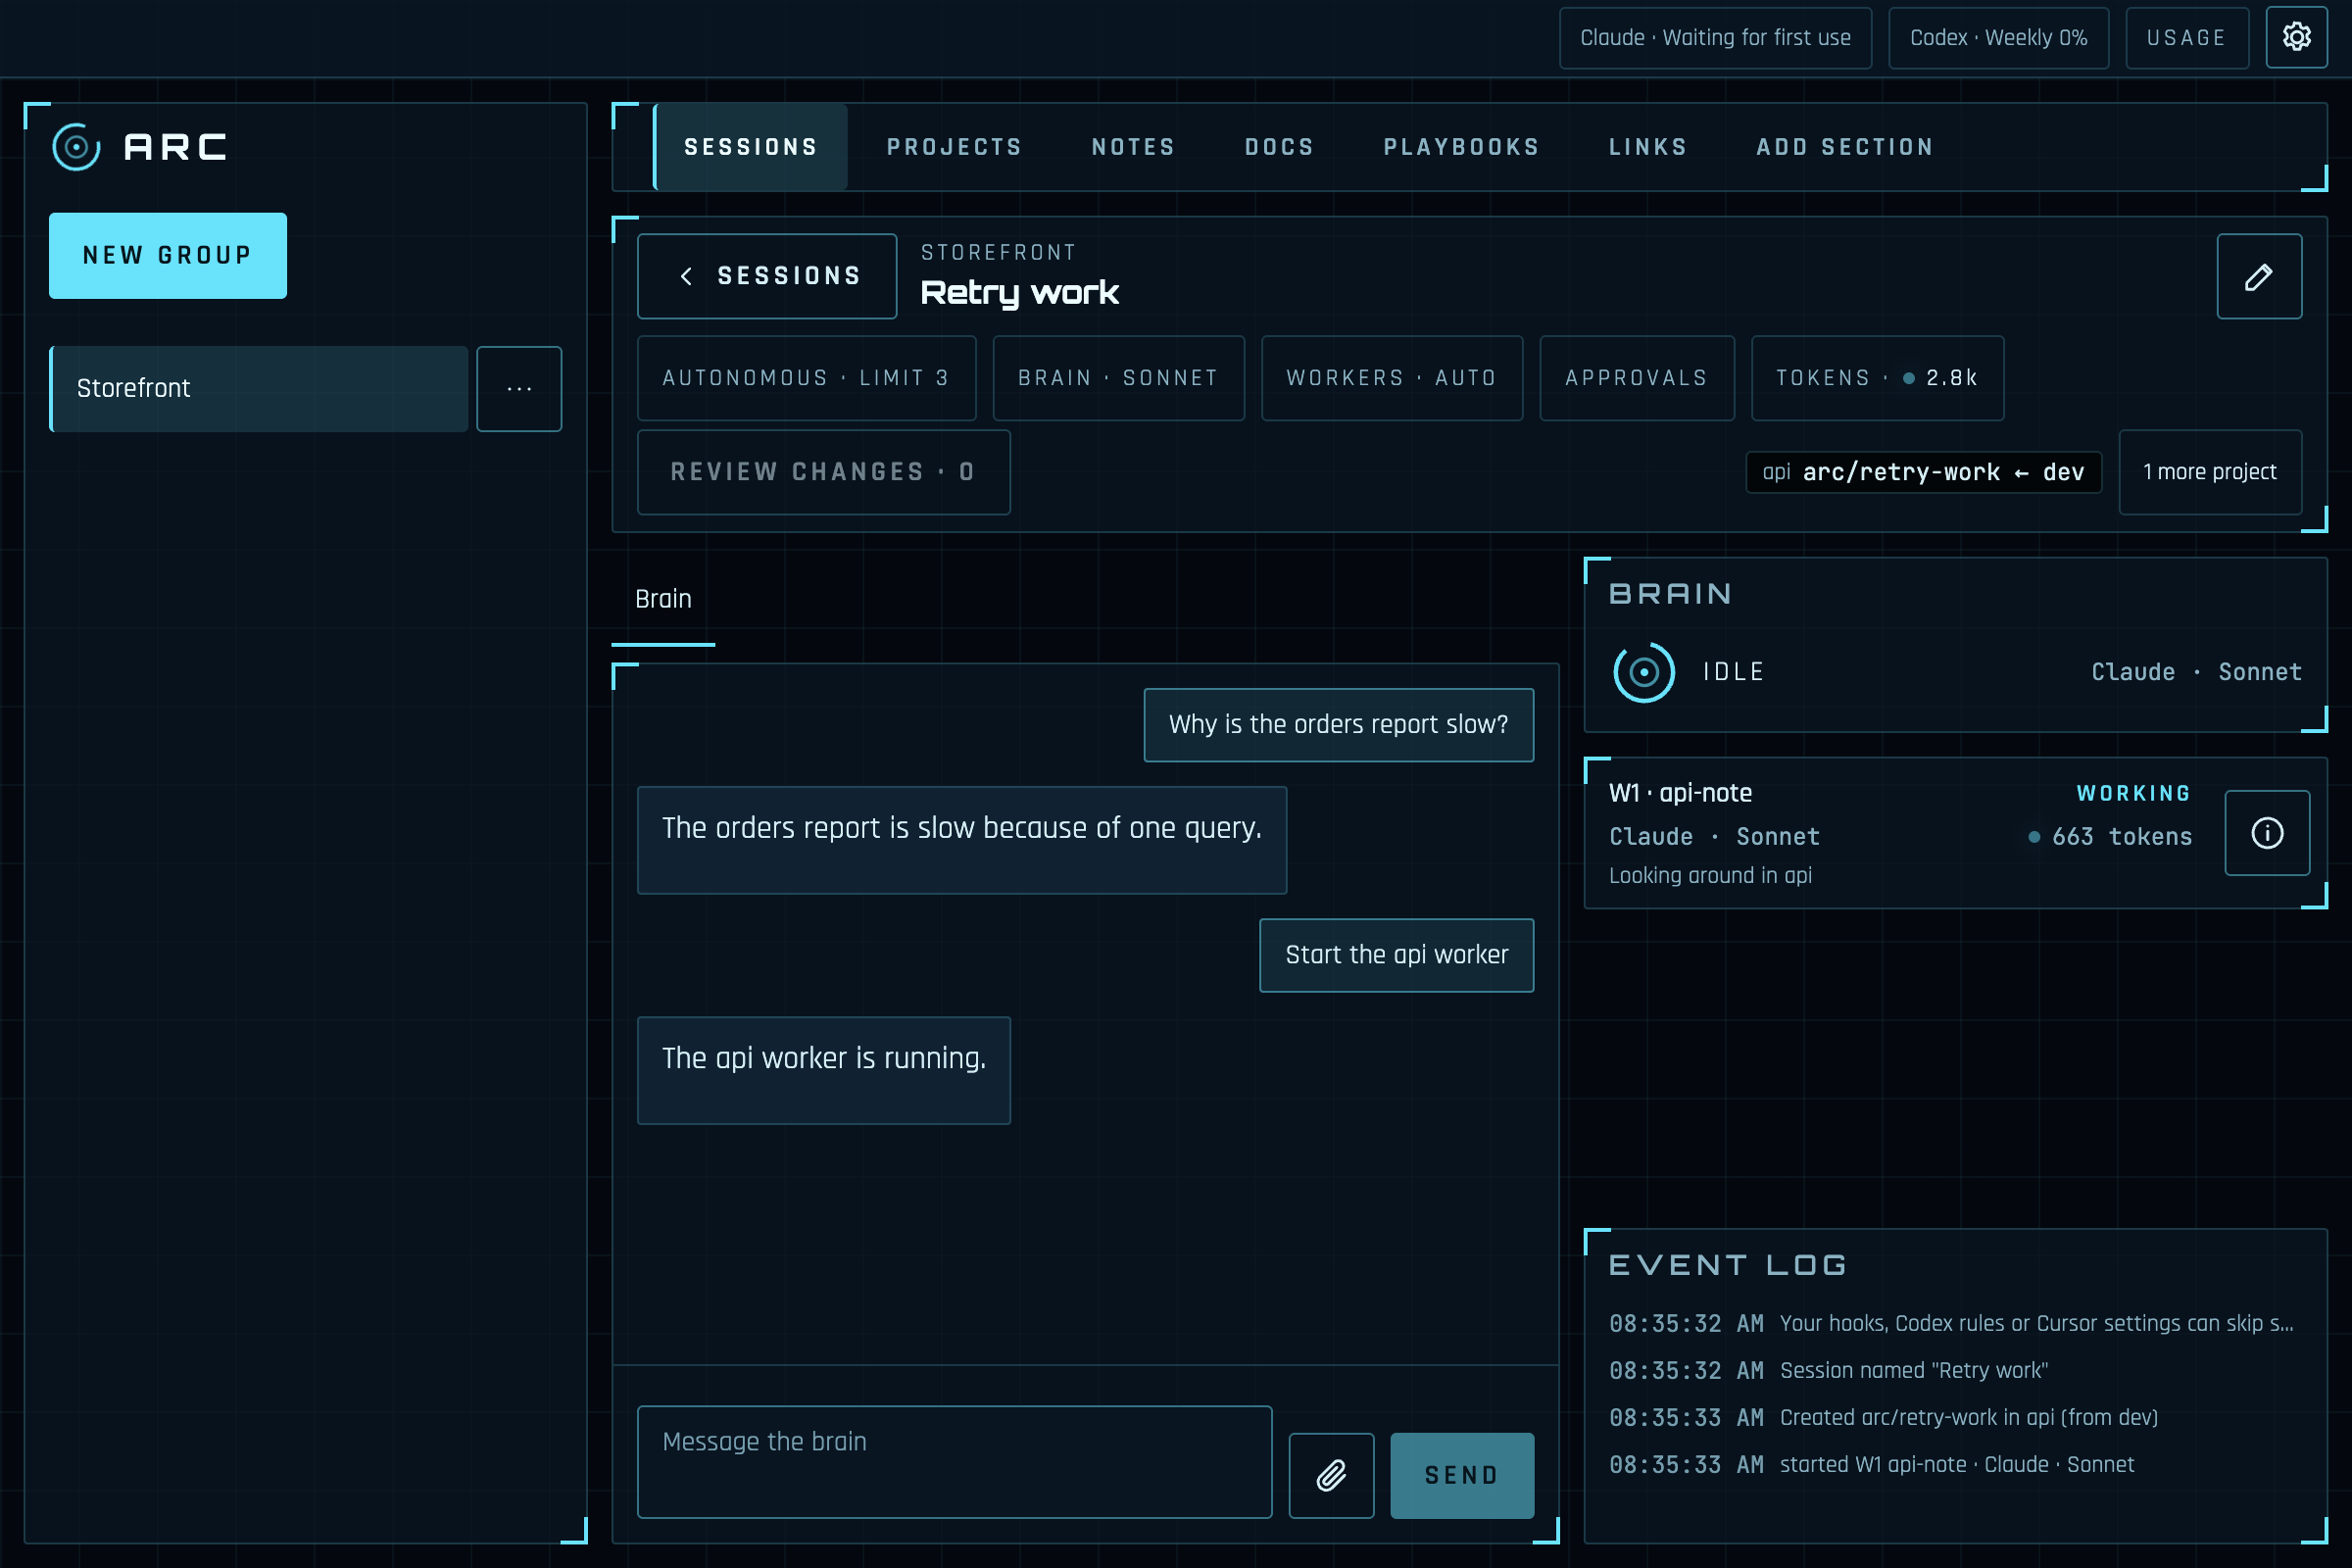 Claude · Waiting for first use
Codex · Weekly 0%
USAGE
ARC
NEW GROUP
Storefront
...
SESSIONS
PROJECTS
NOTES
DOCS
PLAYBOOKS
LINKS
ADD SECTION
SESSIONS
STOREFRONT
Retry work
AUTONOMOUS · LIMIT 3
BRAIN · SONNET
WORKERS · AUTO
APPROVALS
TOKENS · 2.8k
REVIEW CHANGES · 0
api arc/retry-work ← dev
1 more project
Brain
Why is the orders report slow?
The orders report is slow because of one query.
Start the api worker
The api worker is running.
Message the brain
SEND
BRAIN
IDLE
Claude · Sonnet
W1 · api-note
WORKING
Claude · Sonnet
663 tokens
Looking around in api
EVENT LOG
08:35:32 AM Your hooks, Codex rules or Cursor settings can skip s...
08:35:32 AM Session named "Retry work"
08:35:33 AM Created arc/retry-work in api (from dev)
08:35:33 AM started W1 api-note · Claude · Sonnet